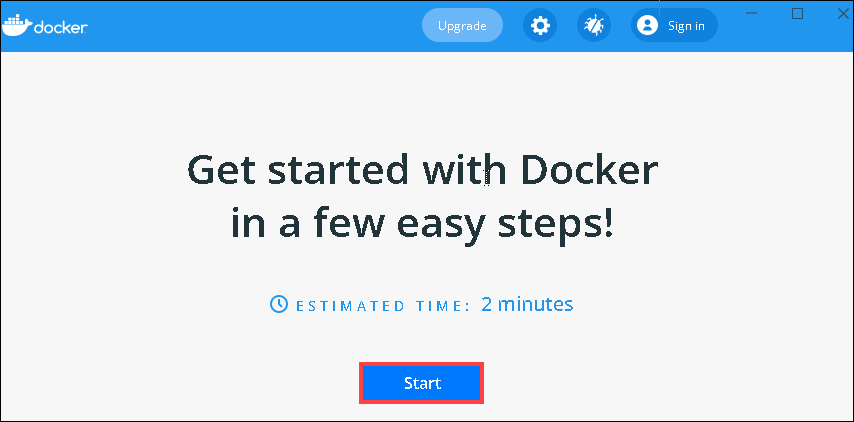 docker
Upgrade
Sign in
Get started with Docker
in a few easy steps!
ESTIMATED TIME: 2 minutes
Start